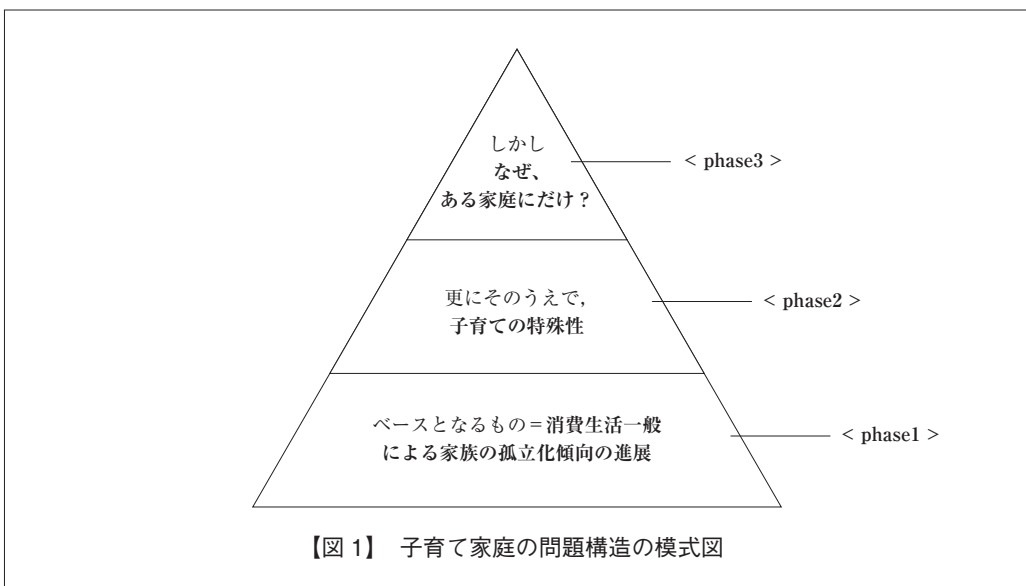 しかし
なぜ、
ある家庭にだけ？
< phase3 >
更にそのうえで，
子育ての特殊性
< phase2 >
ベースとなるもの＝消費生活一般
による家族の孤立化傾向の進展
< phase1 >
【図 1】 子育て家庭の問題構造の模式図